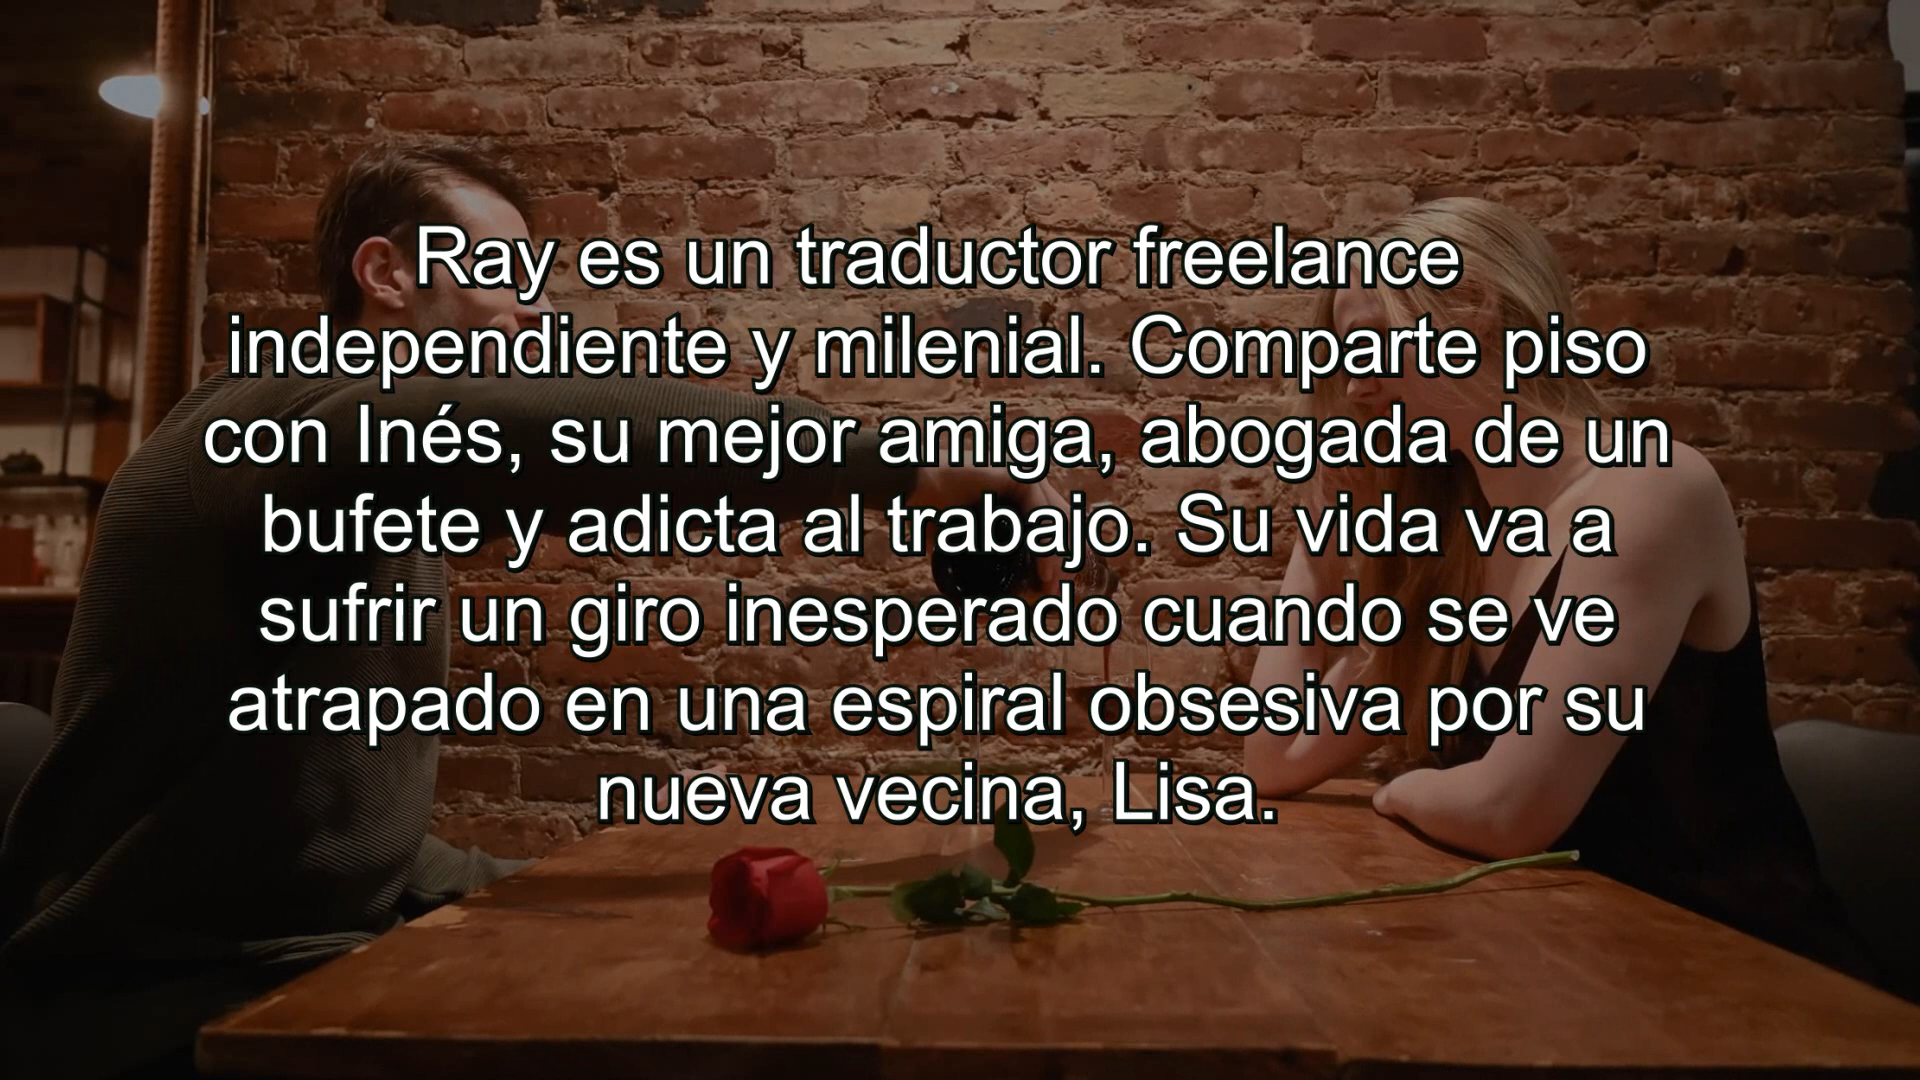 Ray es un traductor freelance
independiente y milenial. Comparte piso
con Inés, su mejor amiga, abogada de un
bufete y adicta al trabajo. Su vida va a
sufrir un giro inesperado cuando se ve
atrapado en una espiral obsesiva por su
nueva vecina, Lisa.